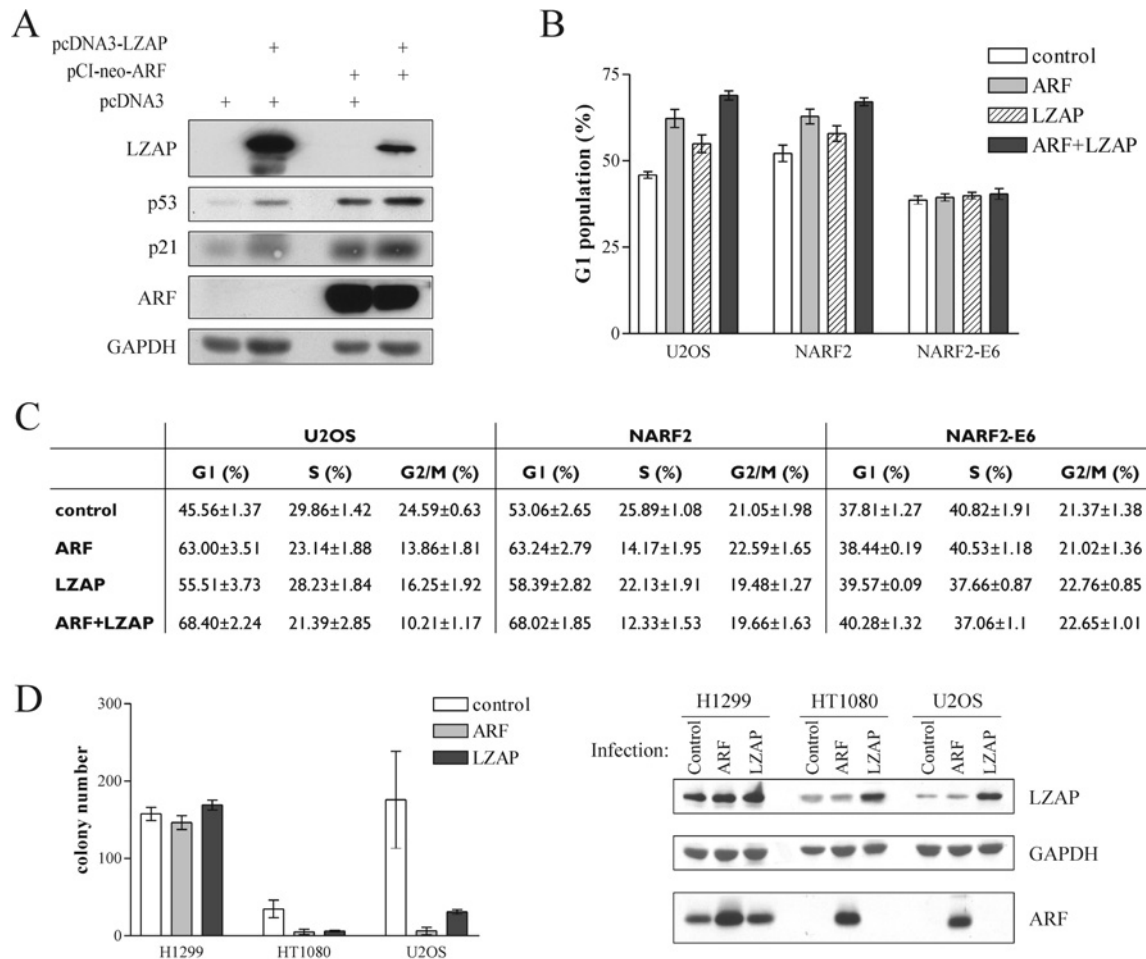 A
pcDNA3-LZAP + +
pCI-neo-ARF + +
pcDNA3 + + +
LZAP
p53
p21
ARF
GAPDH
B
control
ARF
LZAP
ARF+LZAP
G1 population (%)
75
50
25
0
U2OS NARF2 NARF2-E6
C
U2OS NARF2 NARF2-E6
G1 (%) S (%) G2/M (%) G1 (%) S (%) G2/M (%) G1 (%) S (%) G2/M (%)
control 45.56±1.37 29.86±1.42 24.59±0.63 53.06±2.65 25.89±1.08 21.05±1.98 37.81±1.27 40.82±1.91 21.37±1.38
ARF 63.00±3.51 23.14±1.88 13.86±1.81 63.24±2.79 14.17±1.95 22.59±1.65 38.44±0.19 40.53±1.18 21.02±1.36
LZAP 55.51±3.73 28.23±1.84 16.25±1.92 58.39±2.82 22.13±1.91 19.48±1.27 39.57±0.09 37.66±0.87 22.76±0.85
ARF+LZAP 68.40±2.24 21.39±2.85 10.21±1.17 68.02±1.85 12.33±1.53 19.66±1.63 40.28±1.32 37.06±1.1 22.65±1.01
D
colony number
300
200
100
0
H1299 HT1080 U2OS
control
ARF
LZAP
H1299 HT1080 U2OS
Infection: Control ARF LZAP Control ARF LZAP Control ARF LZAP
LZAP
GAPDH
ARF